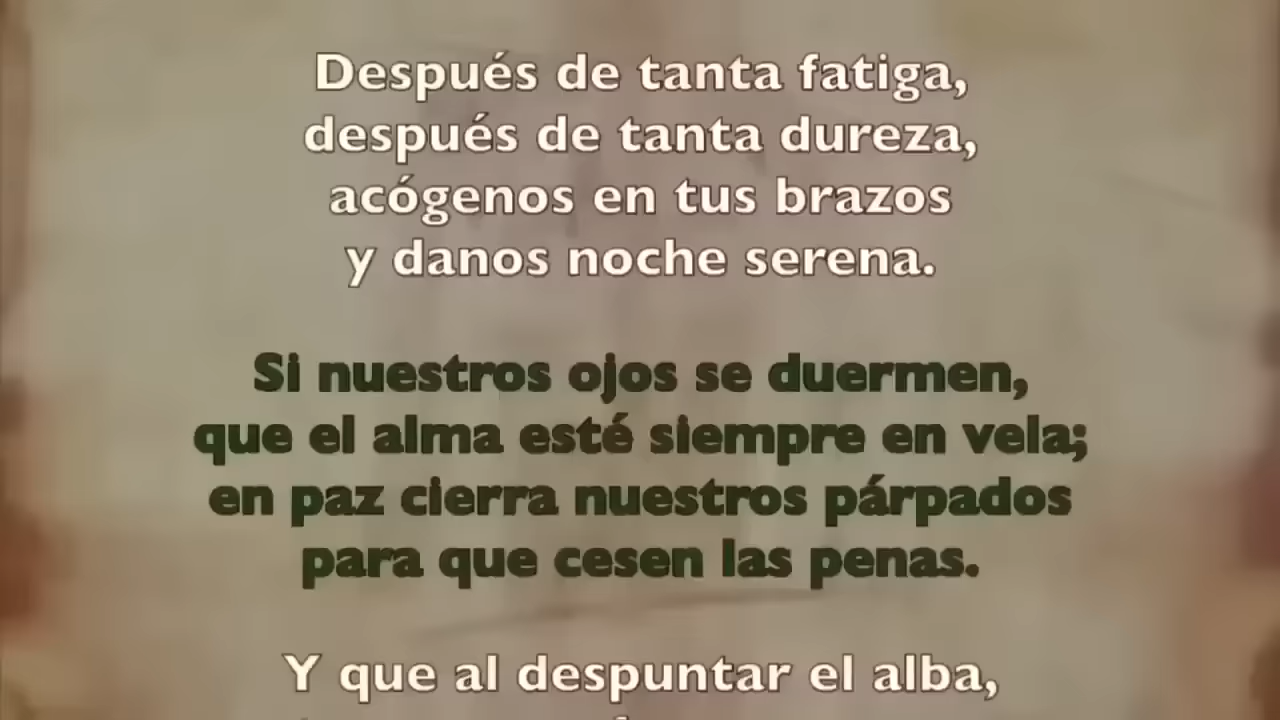 Después de tanta fatiga,
después de tanta dureza,
acógenos en tus brazos
y danos noche serena.
Si nuestros ojos se duermen,
que el alma esté siempre en vela;
en paz cierra nuestros párpados
para que cesen las penas.
Y que al despuntar el alba,